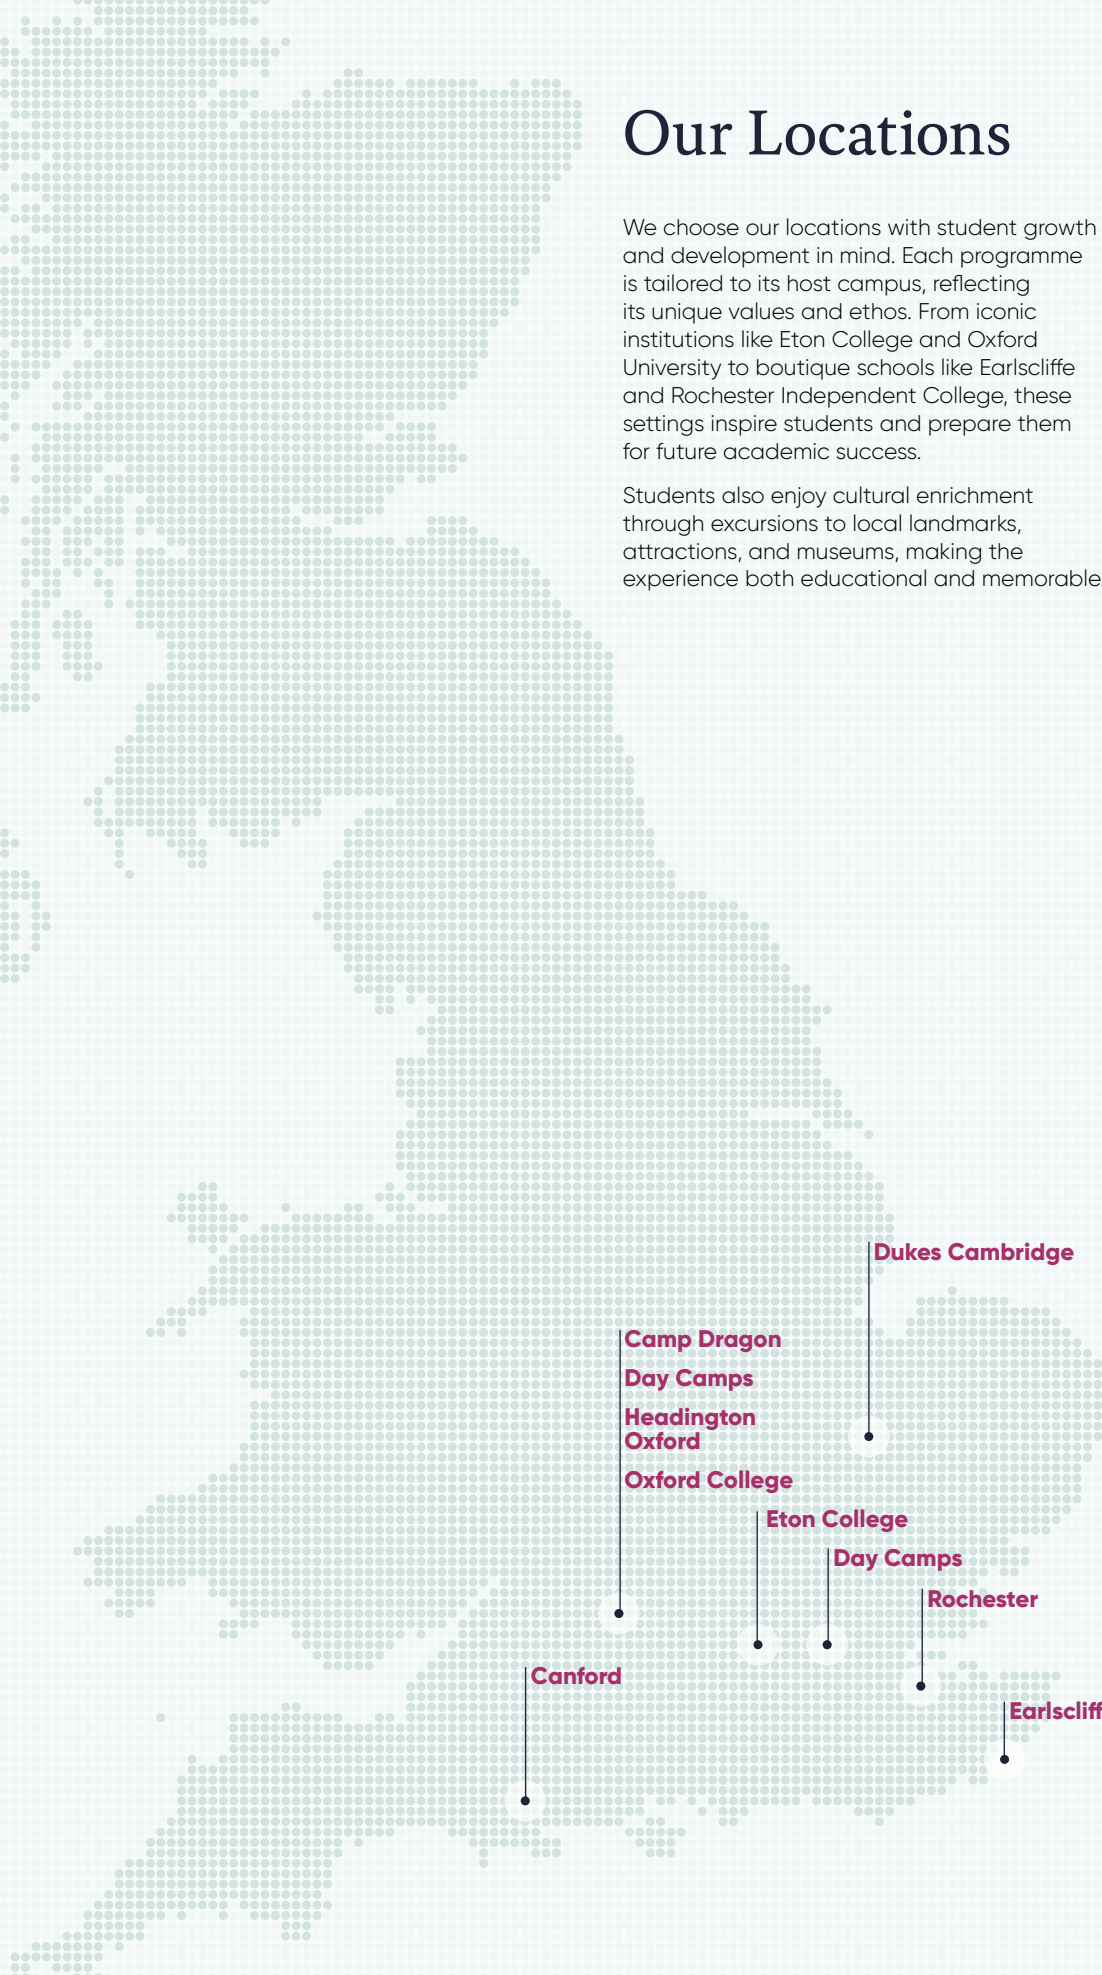 Our Locations
We choose our locations with student growth
and development in mind. Each programme
is tailored to its host campus, reflecting
its unique values and ethos. From iconic
institutions like Eton College and Oxford
University to boutique schools like Earlscliffe
and Rochester Independent College, these
settings inspire students and prepare them
for future academic success.
Students also enjoy cultural enrichment
through excursions to local landmarks,
attractions, and museums, making the
experience both educational and memorable
Dukes Cambridge
Camp Dragon
Day Camps
Headington
Oxford
Oxford College
Eton College
Day Camps
Rochester
Canford
Earlscliff